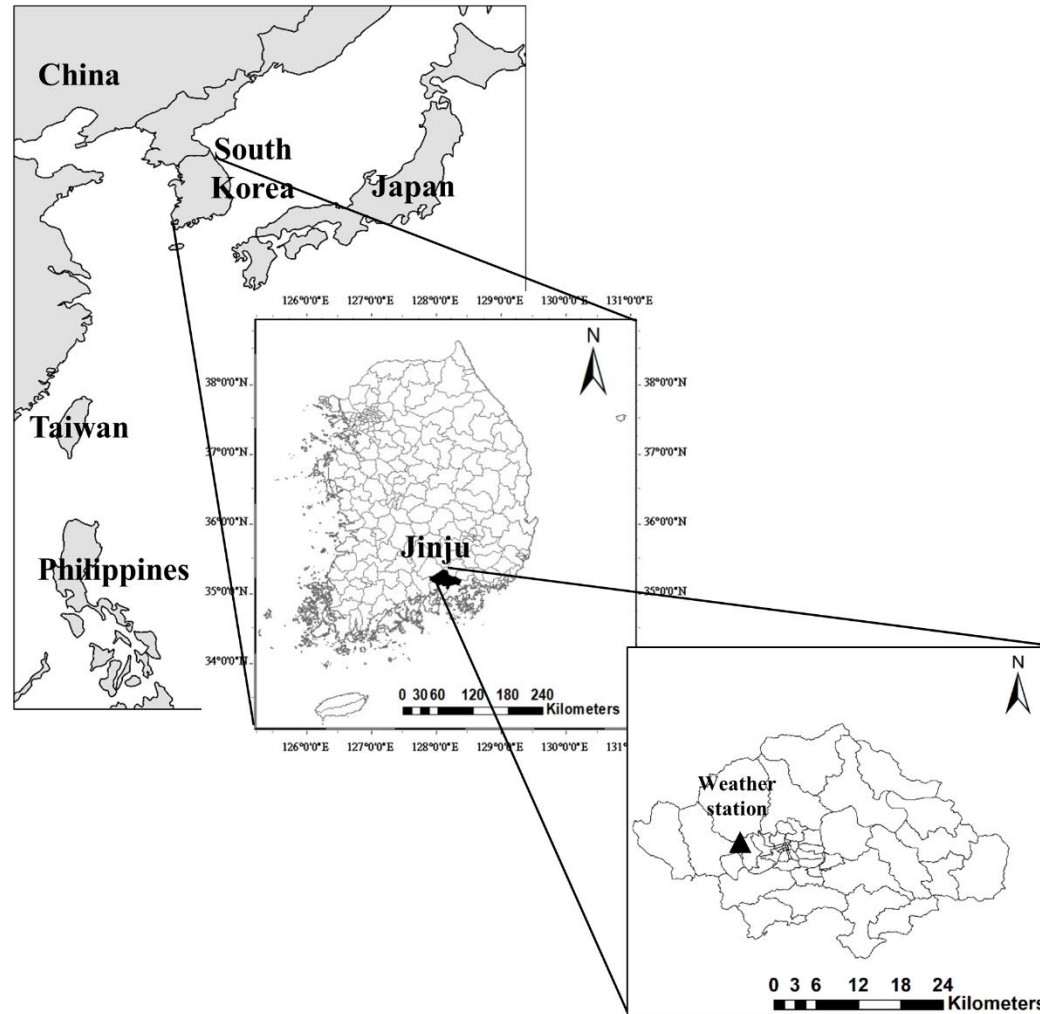 China
South
Korea
Japan
Taiwan
Philippines
126°0'0"E 127°0'0"E 128°0'0"E 129°0'0"E 130°0'0"E 131°0'0"E
N
38°0'0"N 38°0'0"N
37°0'0"N 37°0'0"N
36°0'0"N 36°0'0"N
Jinju
35°0'0"N 35°0'0"N
34°0'0"N 34°0'0"N
0 30 60 120 180 240
Kilometers
126°0'0"E 127°0'0"E 128°0'0"E 129°0'0"E 130°0'0"E 131
N
Weather
station
0 3 6 12 18 24
Kilometers